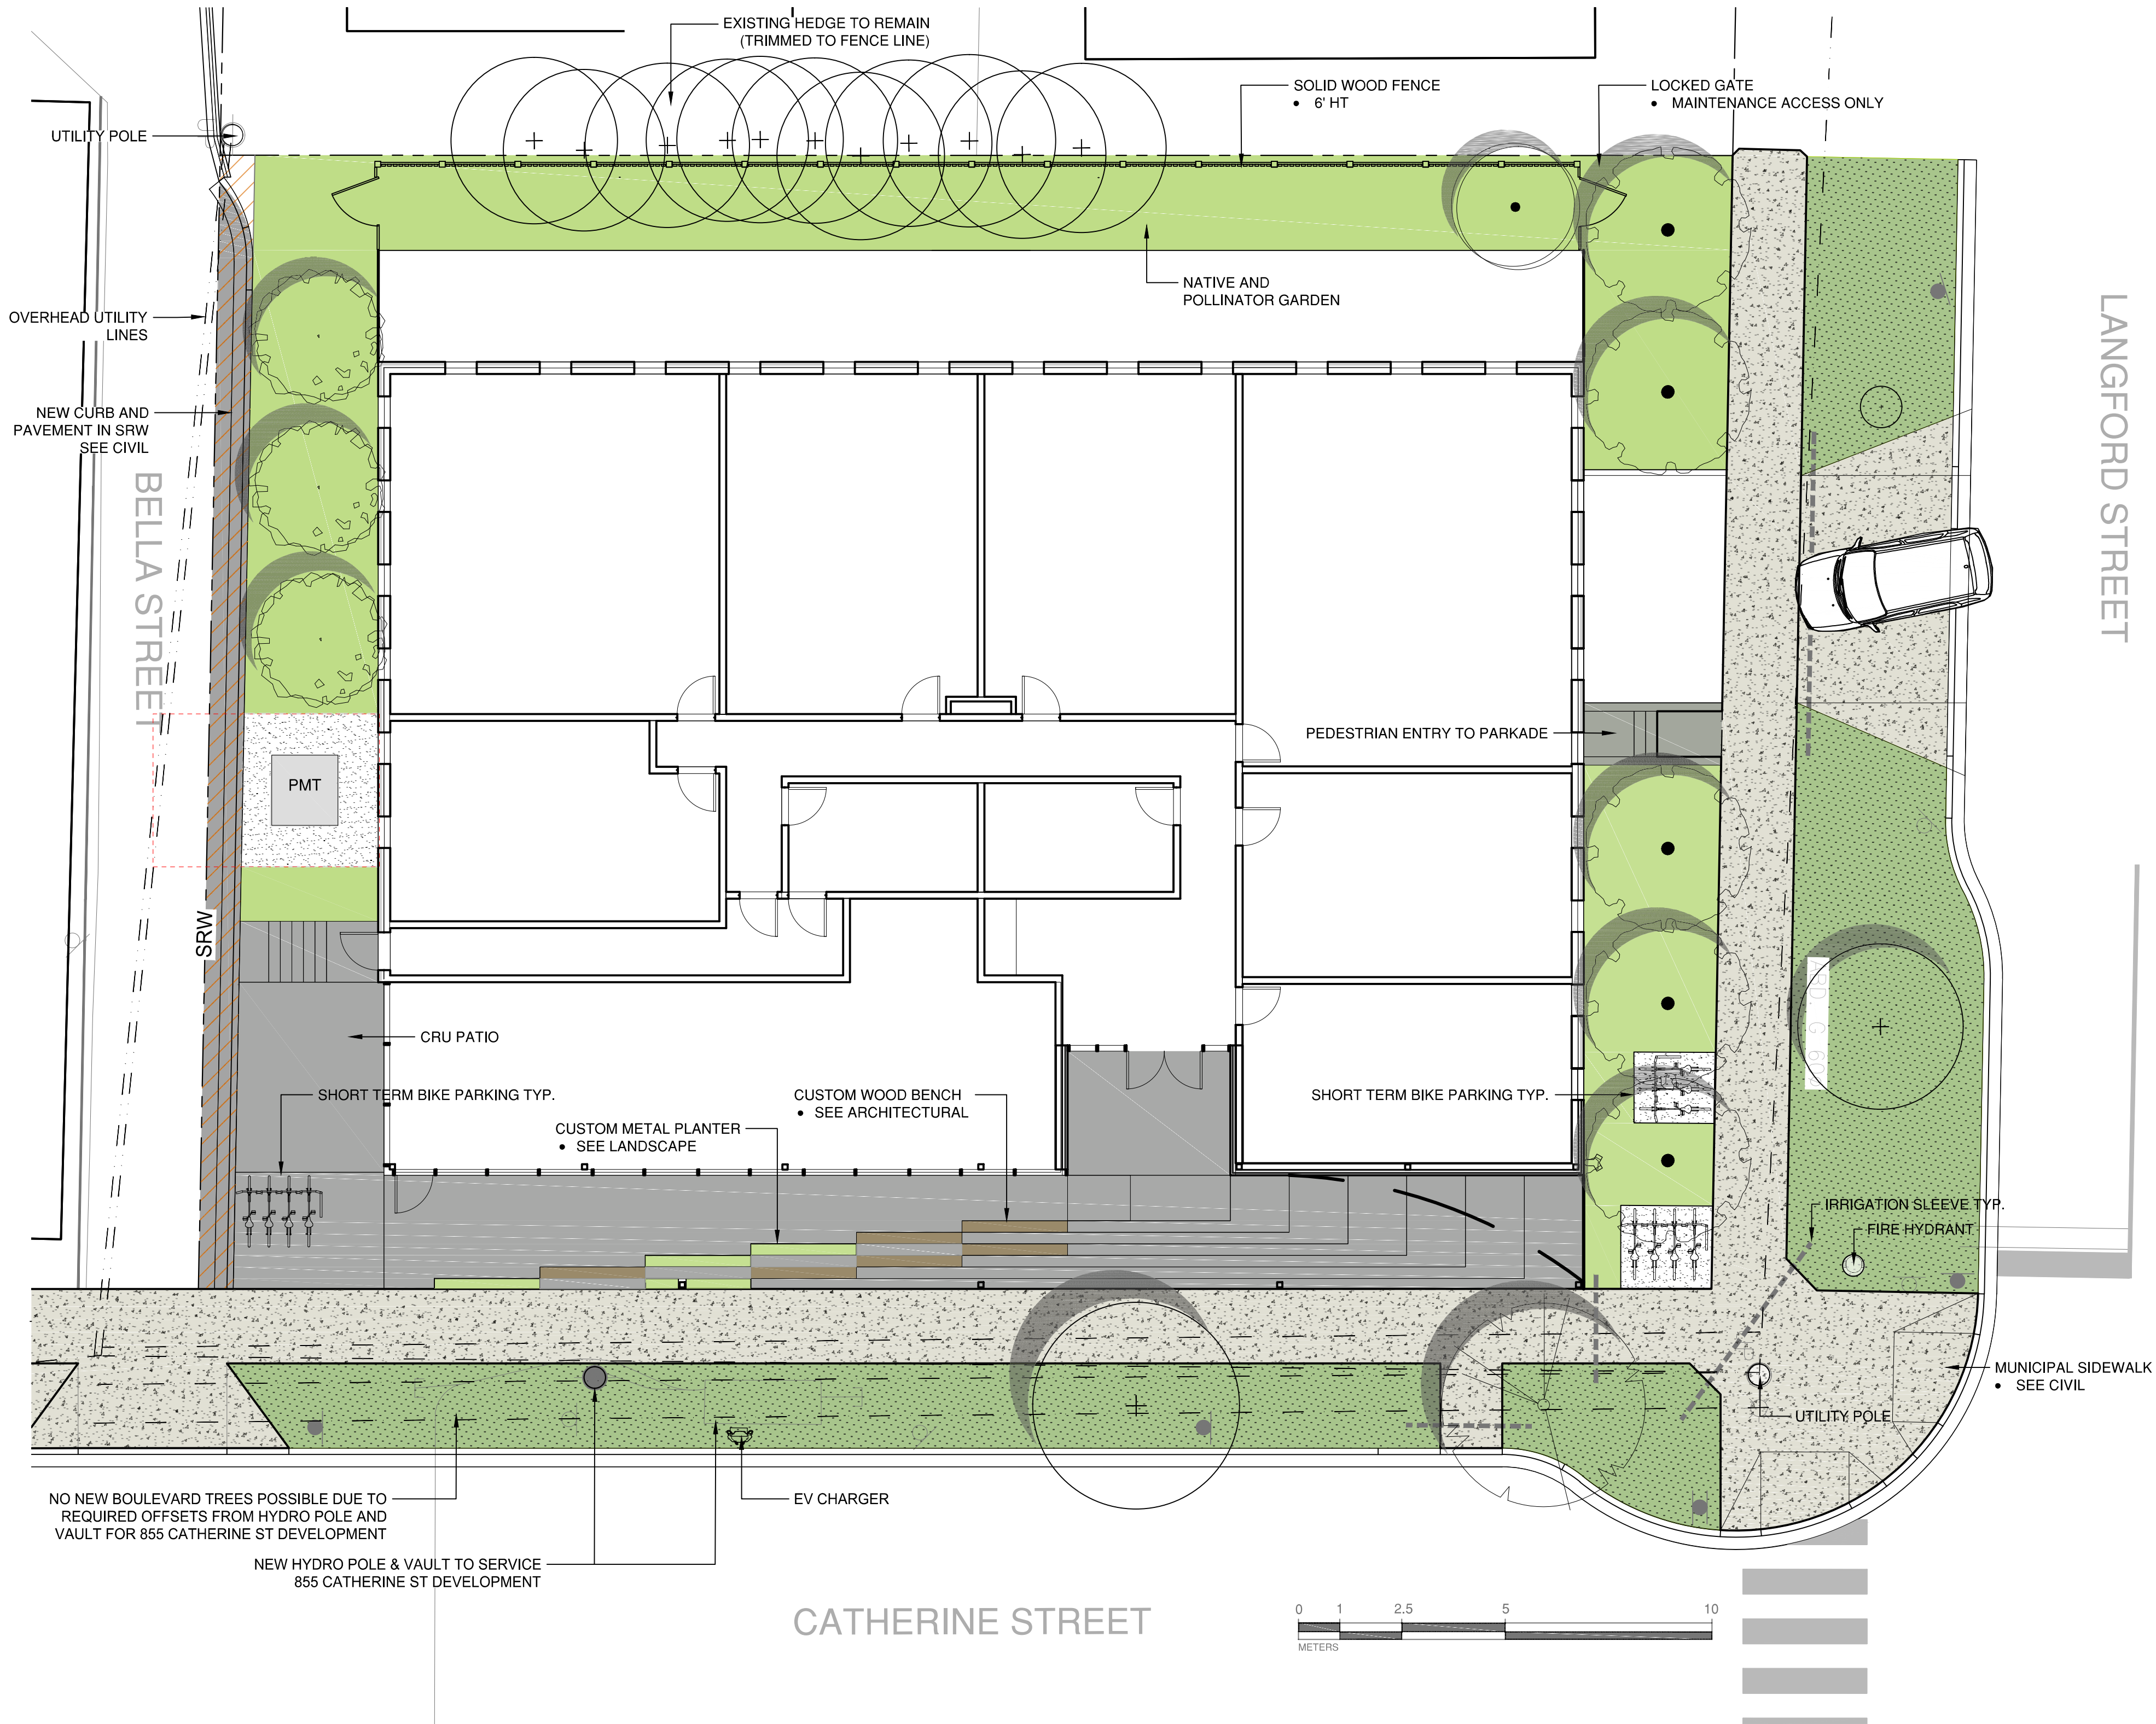 EXISTING HEDGE TO REMAIN
(TRIMMED TO FENCE LINE)
SOLID WOOD FENCE
• 6' HT
LOCKED GATE
• MAINTENANCE ACCESS ONLY
UTILITY POLE
NATIVE AND
POLLINATOR GARDEN
OVERHEAD UTILITY
LINES
NEW CURB AND
PAVEMENT IN SRW
SEE CIVIL
BELLA STREET
LANGFORD STREET
PEDESTRIAN ENTRY TO PARKADE
PMT
SRW
CRU PATIO
SHORT TERM BIKE PARKING TYP.
CUSTOM WOOD BENCH
• SEE ARCHITECTURAL
CUSTOM METAL PLANTER
• SEE LANDSCAPE
SHORT TERM BIKE PARKING TYP.
IRRIGATION SLEEVE TYP.
FIRE HYDRANT
MUNICIPAL SIDEWALK
• SEE CIVIL
UTILITY POLE
NO NEW BOULEVARD TREES POSSIBLE DUE TO
REQUIRED OFFSETS FROM HYDRO POLE AND
VAULT FOR 855 CATHERINE ST DEVELOPMENT
EV CHARGER
NEW HYDRO POLE & VAULT TO SERVICE
855 CATHERINE ST DEVELOPMENT
CATHERINE STREET
0 1 2.5 5 10
METERS